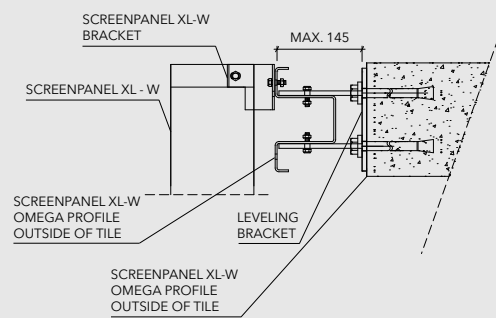 SCREENPANEL XL-W
BRACKET
MAX. 145
SCREENPANEL XL - W
SCREENPANEL XL-W
OMEGA PROFILE
OUTSIDE OF TILE
LEVELING
BRACKET
SCREENPANEL XL-W
OMEGA PROFILE
OUTSIDE OF TILE